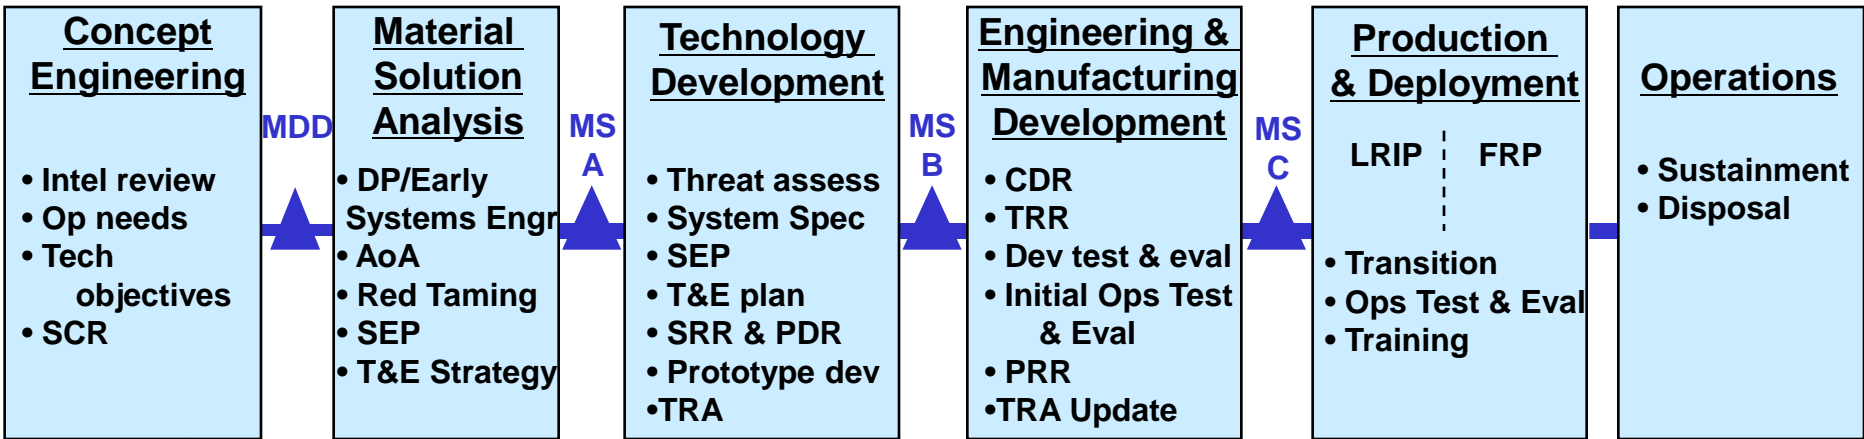 Concept
Engineering
• Intel review
• Op needs
• Tech
objectives
• SCR
MDD
Material
Solution
Analysis
• DP/Early
Systems Engr
• AoA
• Red Taming
• SEP
• T&E Strategy
MS
A
Technology
Development
• Threat assess
• System Spec
• SEP
• T&E plan
• SRR & PDR
• Prototype dev
•TRA
MS
B
Engineering &
Manufacturing
Development
• CDR
• TRR
• Dev test & eval
• Initial Ops Test
& Eval
• PRR
•TRA Update
MS
C
Production
& Deployment
LRIP FRP
• Transition
• Ops Test & Eval
• Training
Operations
• Sustainment
• Disposal